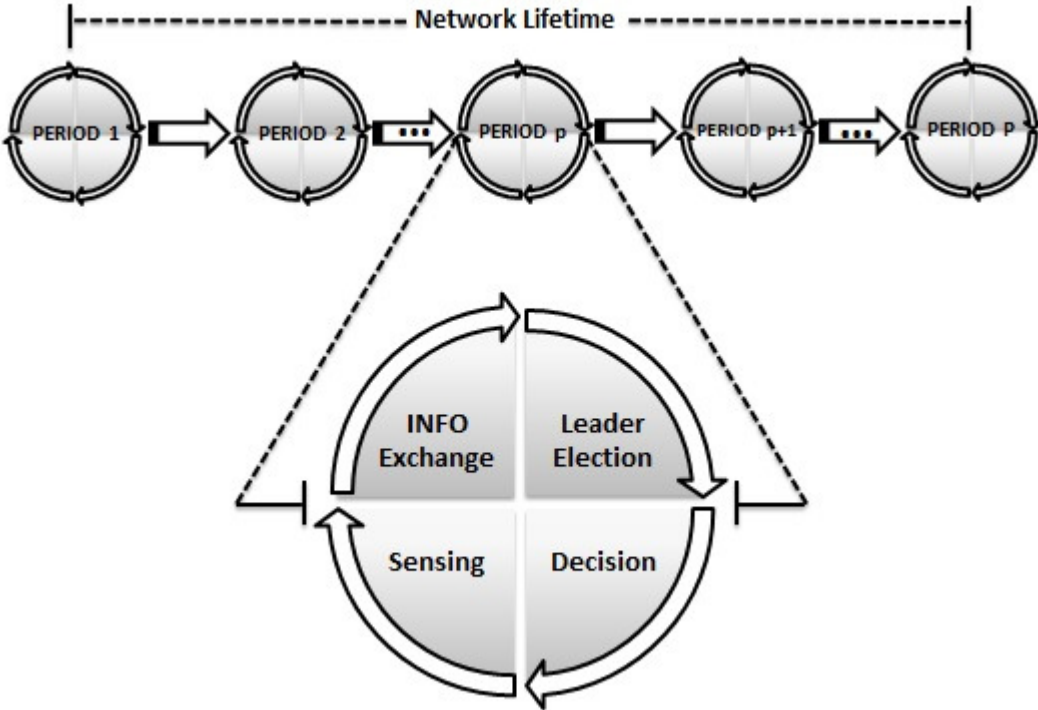 Network Lifetime
PERIOD 1
PERIOD 2
•••
PERIOD p
PERIOD p+1
•••
PERIOD P
INFO
Exchange
Leader
Election
Sensing
Decision